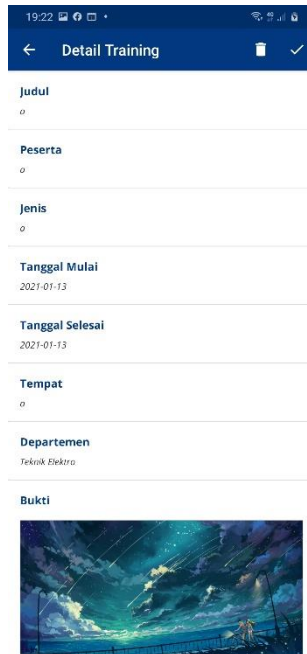 19:22
Detail Training
Judul
a
Peserta
a
Jenis
a
Tanggal Mulai
2021-01-13
Tanggal Selesai
2021-01-13
Tempat
a
Departemen
Teknik Elektro
Bukti